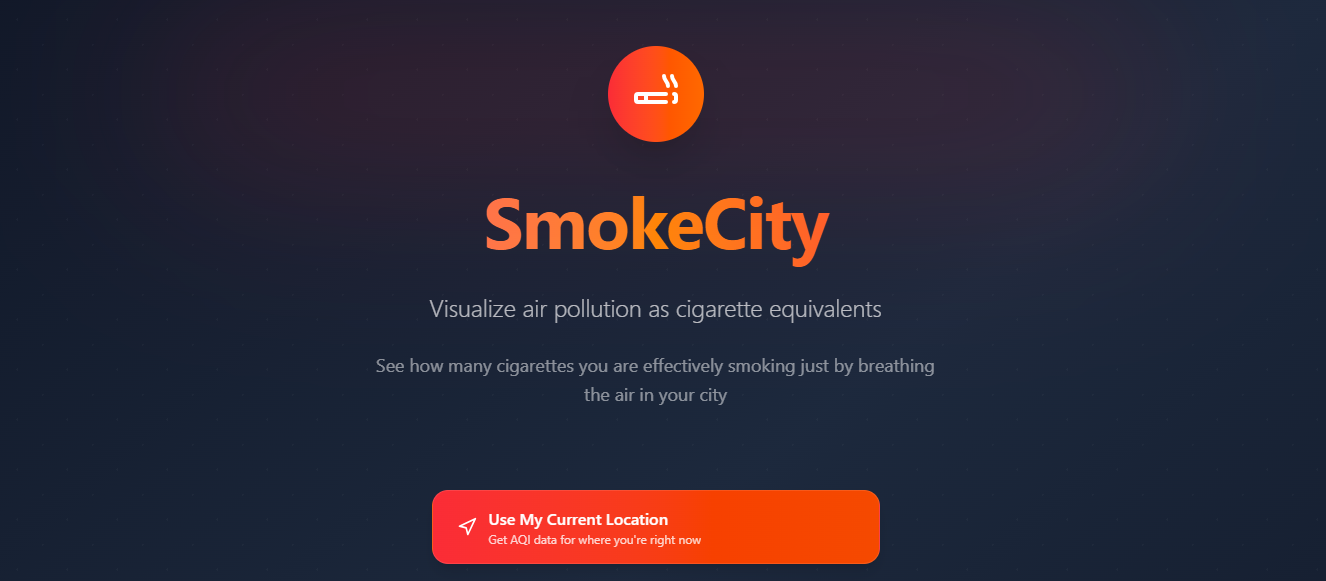 SmokeCity
Visualize air pollution as cigarette equivalents
See how many cigarettes you are effectively smoking just by breathing
the air in your city
Use My Current Location
Get AQI data for where you're right now